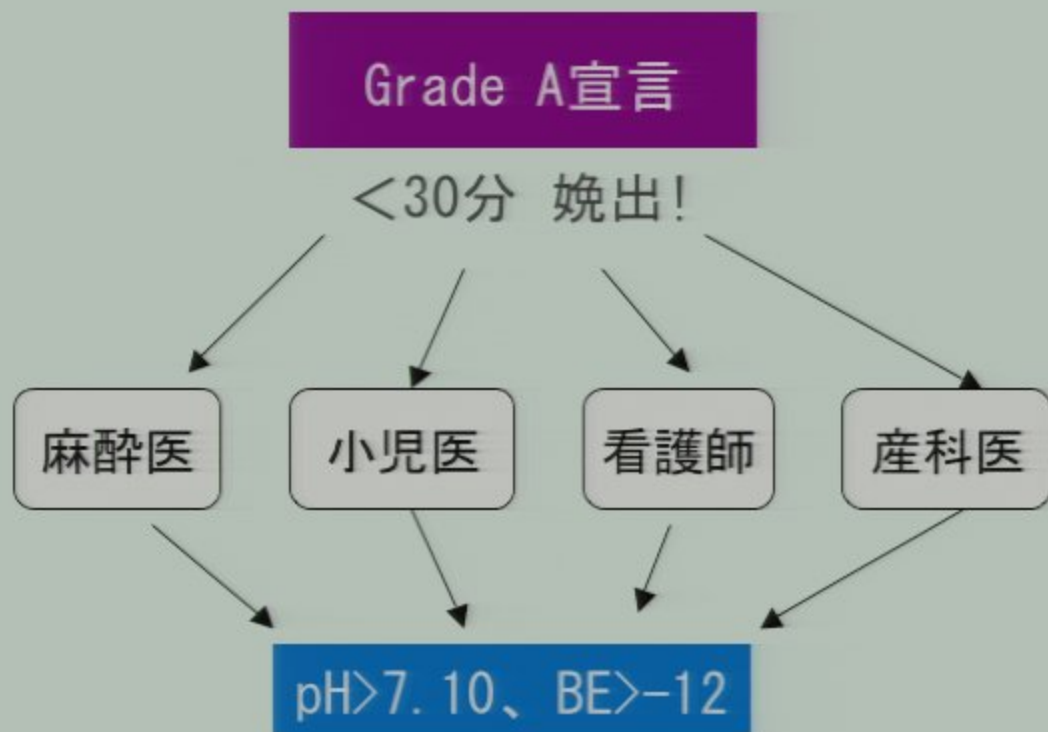 Grade A宣言
<30分 娩出!
麻酔医
小児医
看護師
産科医
pH>7.10、BE>-12